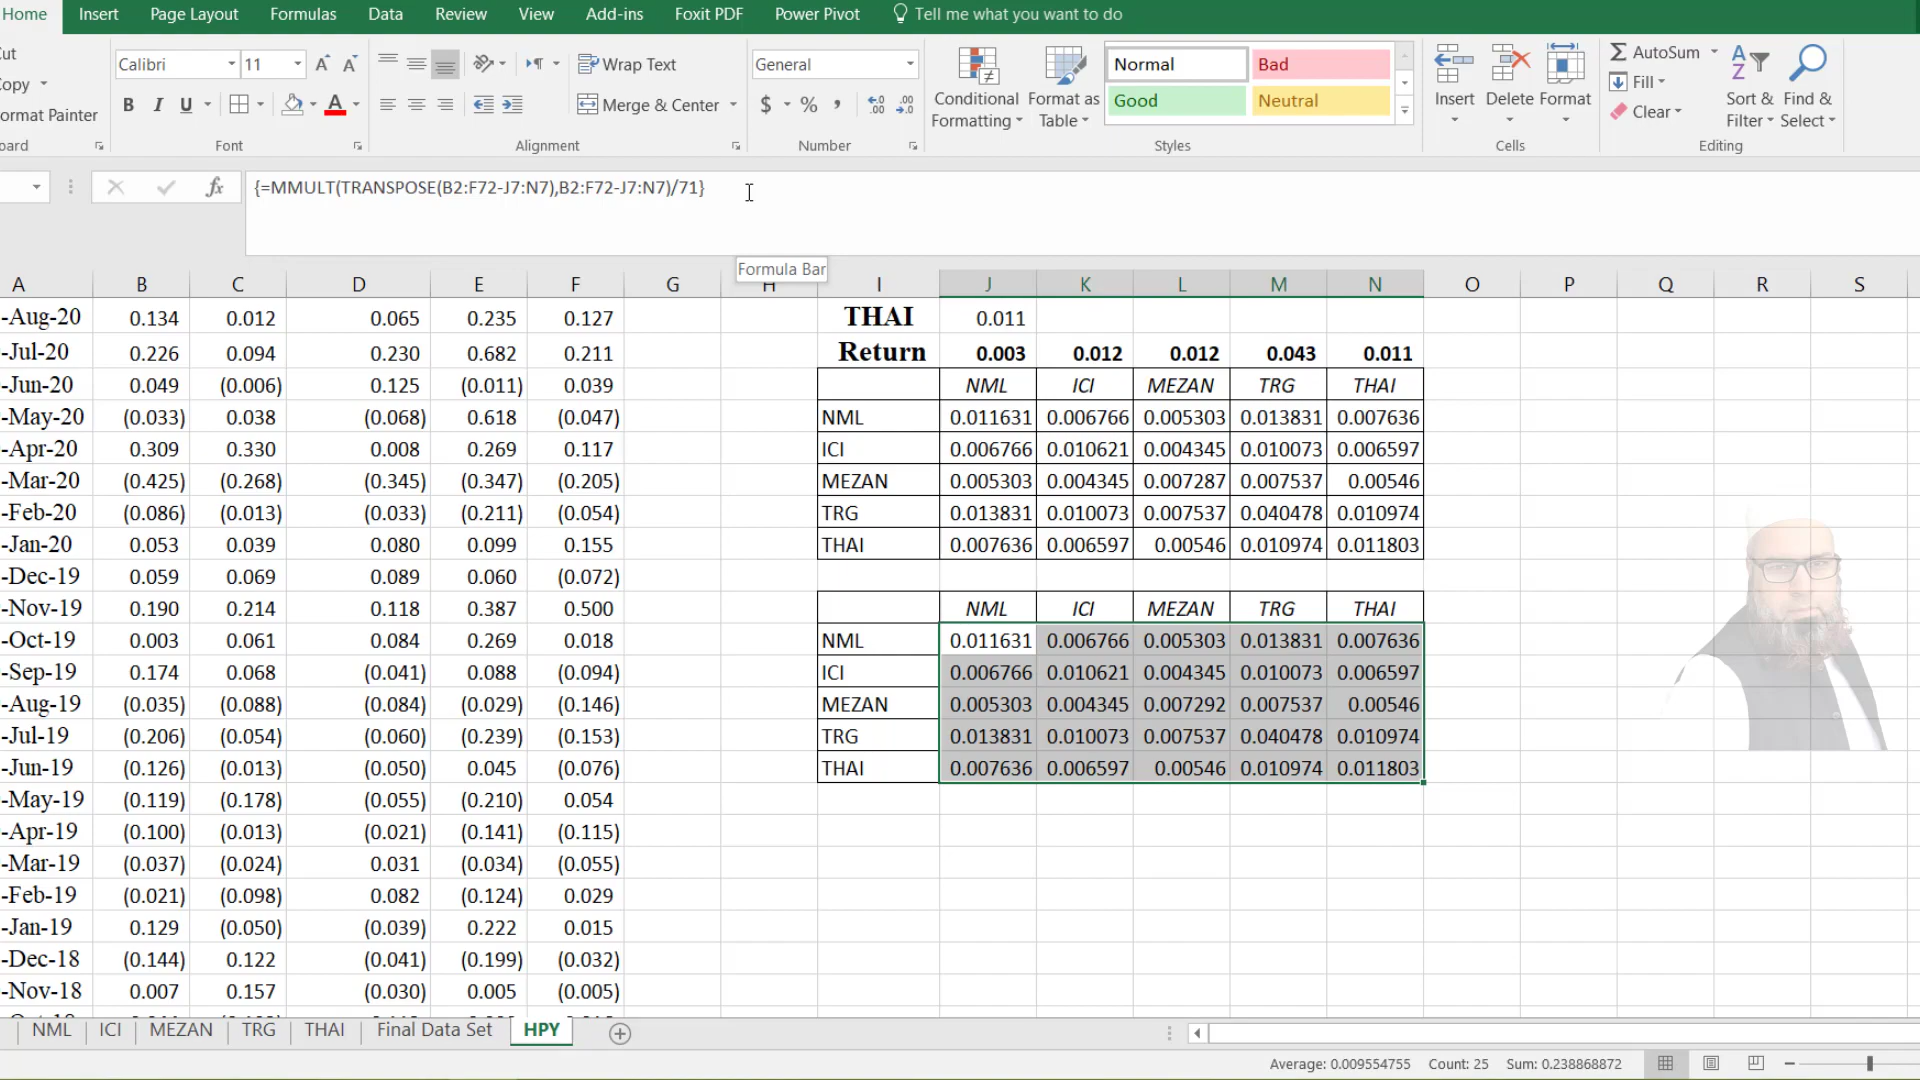 Home Insert Page Layout Formulas Data Review View Add-ins Foxit PDF Power Pivot Tell me what you want to do
Calibri 11 Wrap Text General Normal Bad AutoSum
Good Neutral Fill
Merge & Center Conditional Formatting Format as Table Insert Delete Format Clear Sort & Filter Find & Select
ormat Painter
Font Alignment Number Styles Cells Editing
{=MMULT(TRANSPOSE(B2:F72-J7:N7),B2:F72-J7:N7)/71}
Formula Bar
A B C D E F G H I J K L M N O P Q R S
-Aug-20 0.134 0.012 0.065 0.235 0.127 THAI 0.011
-Jul-20 0.226 0.094 0.230 0.682 0.211 Return 0.003 0.012 0.012 0.043 0.011
-Jun-20 0.049 (0.006) 0.125 (0.011) 0.039 NML ICI MEZAN TRG THAI
-May-20 (0.033) 0.038 (0.068) 0.618 (0.047) NML 0.011631 0.006766 0.005303 0.013831 0.007636
-Apr-20 0.309 0.330 0.008 0.269 0.117 ICI 0.006766 0.010621 0.004345 0.010073 0.006597
-Mar-20 (0.425) (0.268) (0.345) (0.347) (0.205) MEZAN 0.005303 0.004345 0.007287 0.007537 0.00546
-Feb-20 (0.086) (0.013) (0.033) (0.211) (0.054) TRG 0.013831 0.010073 0.007537 0.040478 0.010974
-Jan-20 0.053 0.039 0.080 0.099 0.155 THAI 0.007636 0.006597 0.00546 0.010974 0.011803
-Dec-19 0.059 0.069 0.089 0.060 (0.072)
-Nov-19 0.190 0.214 0.118 0.387 0.500 NML ICI MEZAN TRG THAI
-Oct-19 0.003 0.061 0.084 0.269 0.018 NML 0.011631 0.006766 0.005303 0.013831 0.007636
-Sep-19 0.174 0.068 (0.041) 0.088 (0.094) ICI 0.006766 0.010621 0.004345 0.010073 0.006597
-Aug-19 (0.035) (0.088) (0.084) (0.029) (0.146) MEZAN 0.005303 0.004345 0.007292 0.007537 0.00546
-Jul-19 (0.206) (0.054) (0.060) (0.239) (0.153) TRG 0.013831 0.010073 0.007537 0.040478 0.010974
-Jun-19 (0.126) (0.013) (0.050) 0.045 (0.076) THAI 0.007636 0.006597 0.00546 0.010974 0.011803
-May-19 (0.119) (0.178) (0.055) (0.210) 0.054
-Apr-19 (0.100) (0.013) (0.021) (0.141) (0.115)
-Mar-19 (0.037) (0.024) 0.031 (0.034) (0.055)
-Feb-19 (0.021) (0.098) 0.082 (0.124) 0.029
-Jan-19 0.129 (0.050) (0.039) 0.222 0.015
-Dec-18 (0.144) 0.122 (0.041) (0.199) (0.032)
-Nov-18 0.007 0.157 (0.030) 0.005 (0.005)
NML ICI MEZAN TRG THAI Final Data Set HPY
Average: 0.009554755 Count: 25 Sum: 0.238868872